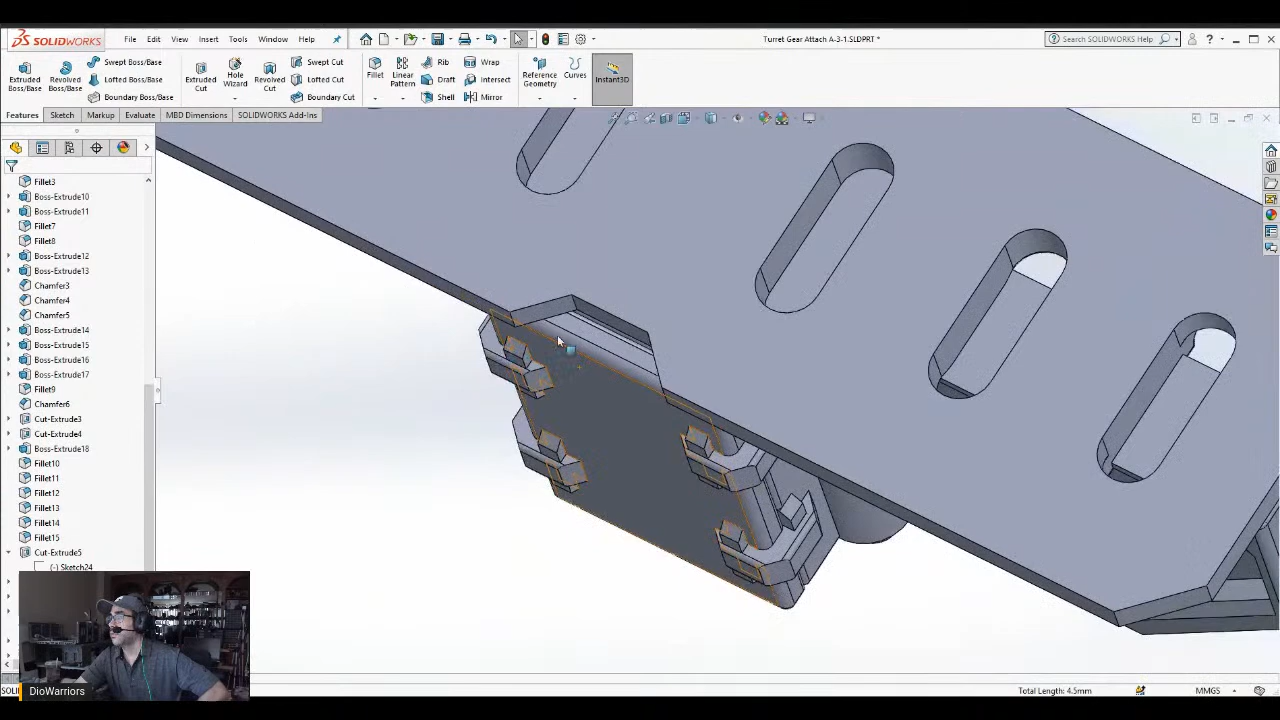 SOLIDWORKS File Edit View Insert Tools Window Help Turret Gear Attach A-3-1.SLDPRT * Search SOLIDWORKS Help
Extruded Boss/Base Revolved Boss/Base Swept Boss/Base Lofted Boss/Base Boundary Boss/Base Extruded Cut Hole Wizard Revolved Cut Swept Cut Lofted Cut Boundary Cut Fillet Linear Pattern Rib Draft Shell Wrap Intersect Mirror Reference Geometry Curves Instant3D
Features Sketch Markup Evaluate MBD Dimensions SOLIDWORKS Add-Ins
Fillet3
Boss-Extrude10
Boss-Extrude11
Fillet7
Fillet8
Boss-Extrude12
Boss-Extrude13
Chamfer3
Chamfer4
Chamfer5
Boss-Extrude14
Boss-Extrude15
Boss-Extrude16
Boss-Extrude17
Fillet9
Chamfer6
Cut-Extrude3
Cut-Extrude4
Boss-Extrude18
Fillet10
Fillet11
Fillet12
Fillet13
Fillet14
Fillet15
Cut-Extrude5
(-) Sketch24
DioWarriors
Total Length: 4.5mm MMGS